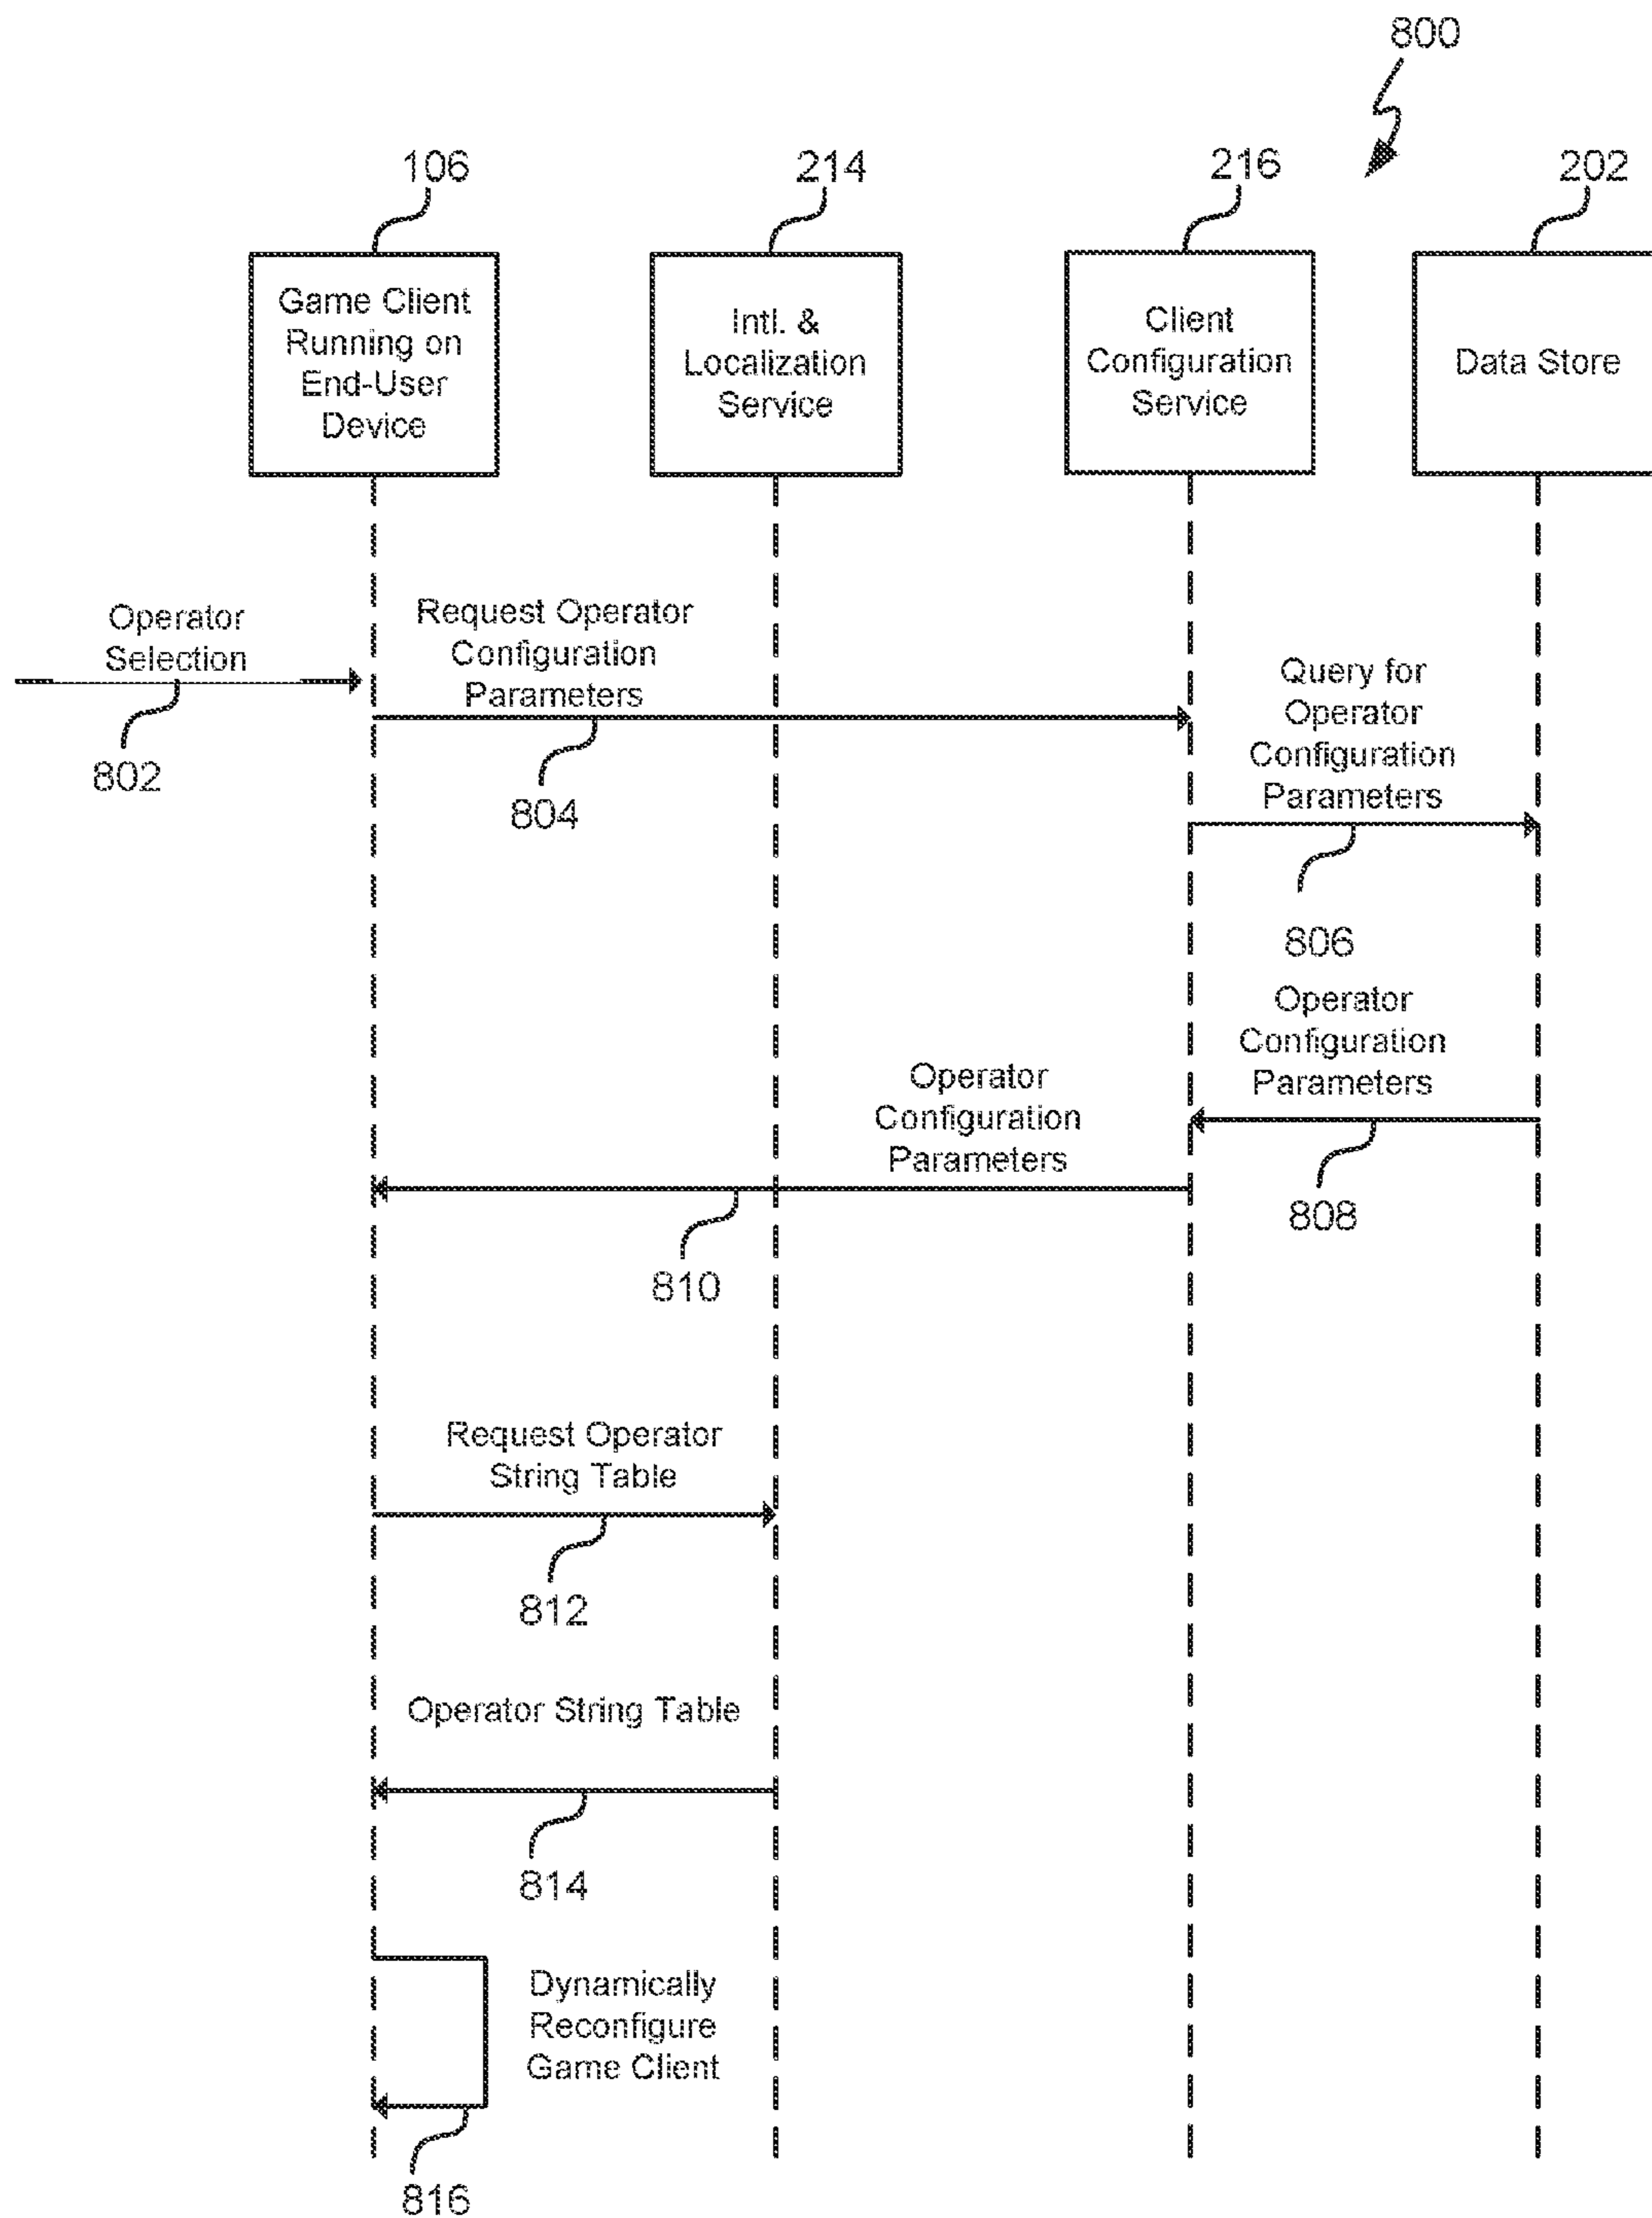 800
106
214
216
202
Game Client
Running on
End-User
Device
Intl. &
Localization
Service
Client
Configuration
Service
Data Store
Operator
Selection
802
Request Operator
Configuration
Parameters
804
Query for
Operator
Configuration
Parameters
806
Operator
Configuration
Parameters
808
Operator
Configuration
Parameters
810
Request Operator
String Table
812
Operator String Table
814
Dynamically
Reconfigure
Game Client
816